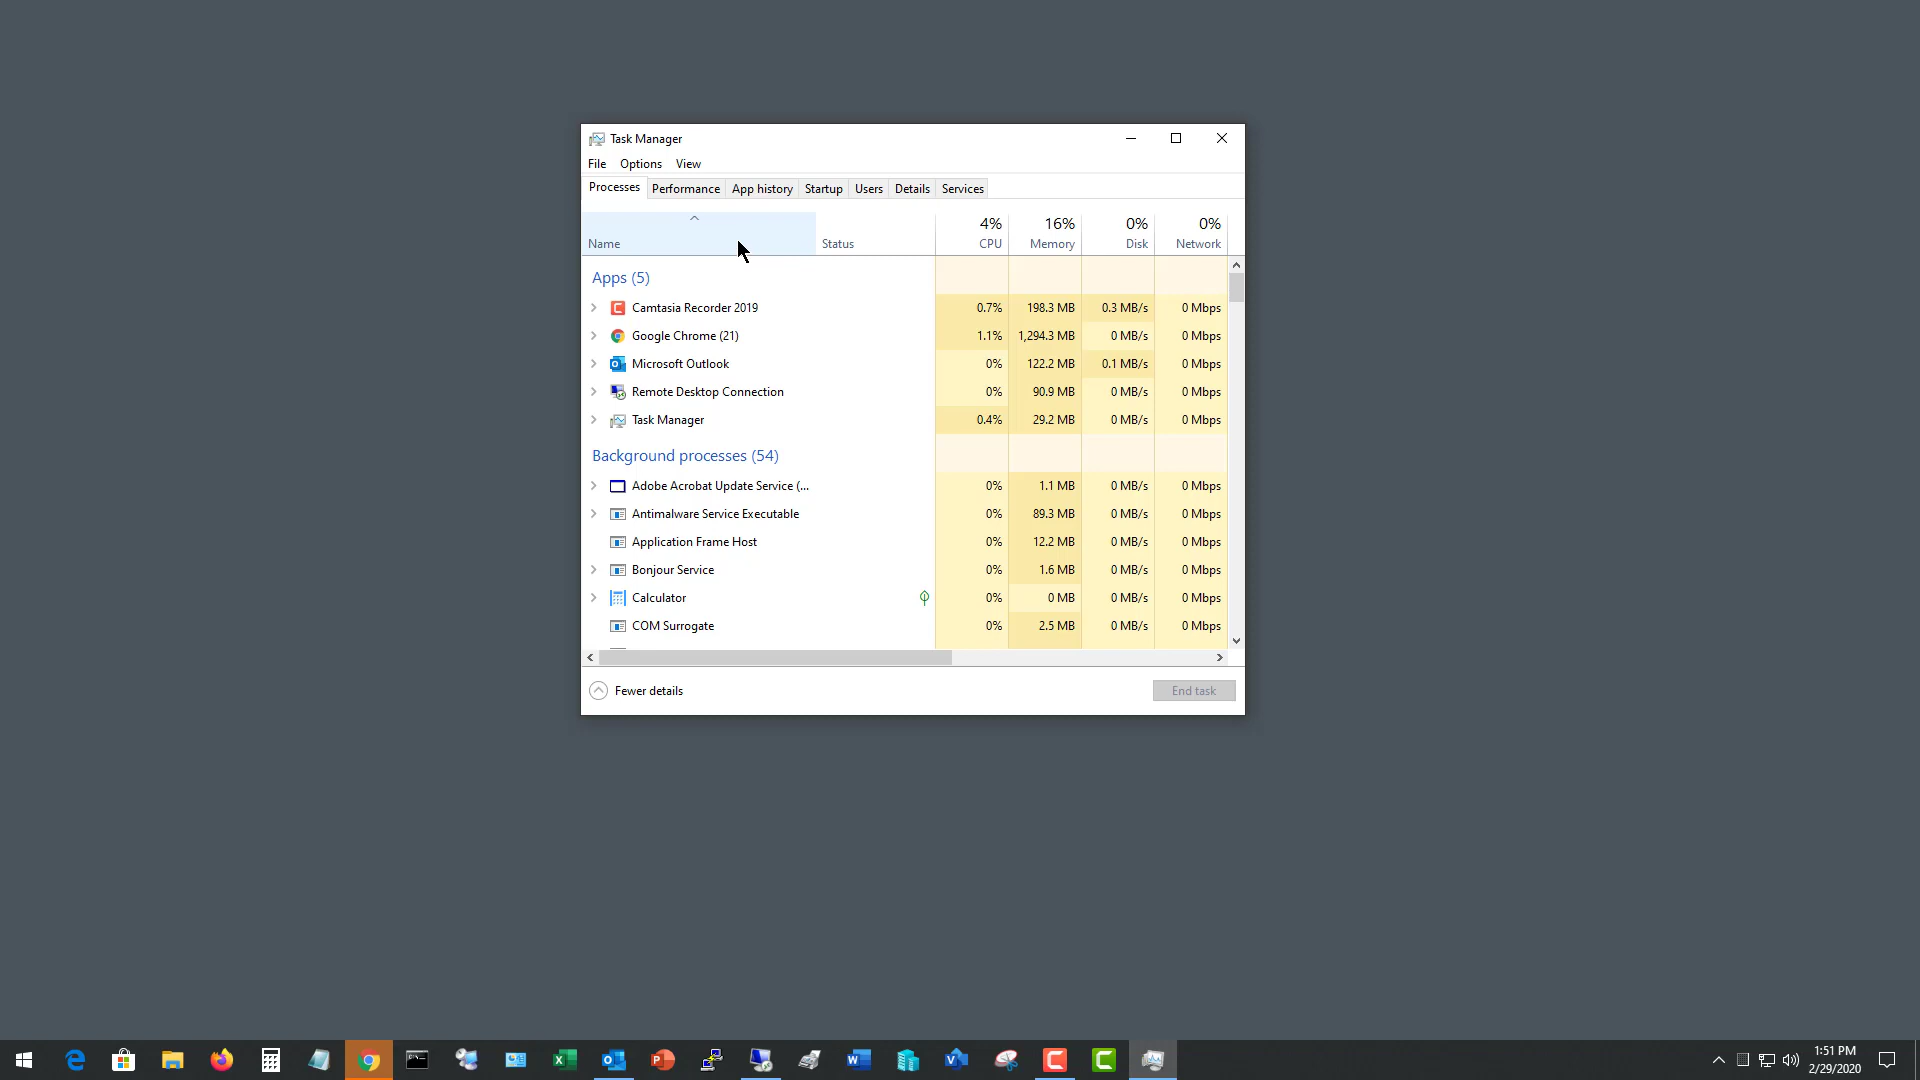 Task Manager
File Options View
Processes Performance App history Startup Users Details Services
4% 16% 0% 0%
Name Status CPU Memory Disk Network
Apps (5)
Camtasia Recorder 2019 0.7% 198.3 MB 0.3 MB/s 0 Mbps
Google Chrome (21) 1.1% 1,294.3 MB 0 MB/s 0 Mbps
Microsoft Outlook 0% 122.2 MB 0.1 MB/s 0 Mbps
Remote Desktop Connection 0% 90.9 MB 0 MB/s 0 Mbps
Task Manager 0.4% 29.2 MB 0 MB/s 0 Mbps
Background processes (54)
Adobe Acrobat Update Service (... 0% 1.1 MB 0 MB/s 0 Mbps
Antimalware Service Executable 0% 89.3 MB 0 MB/s 0 Mbps
Application Frame Host 0% 12.2 MB 0 MB/s 0 Mbps
Bonjour Service 0% 1.6 MB 0 MB/s 0 Mbps
Calculator 0% 0 MB 0 MB/s 0 Mbps
COM Surrogate 0% 2.5 MB 0 MB/s 0 Mbps
Fewer details End task
1:51 PM
2/29/2020